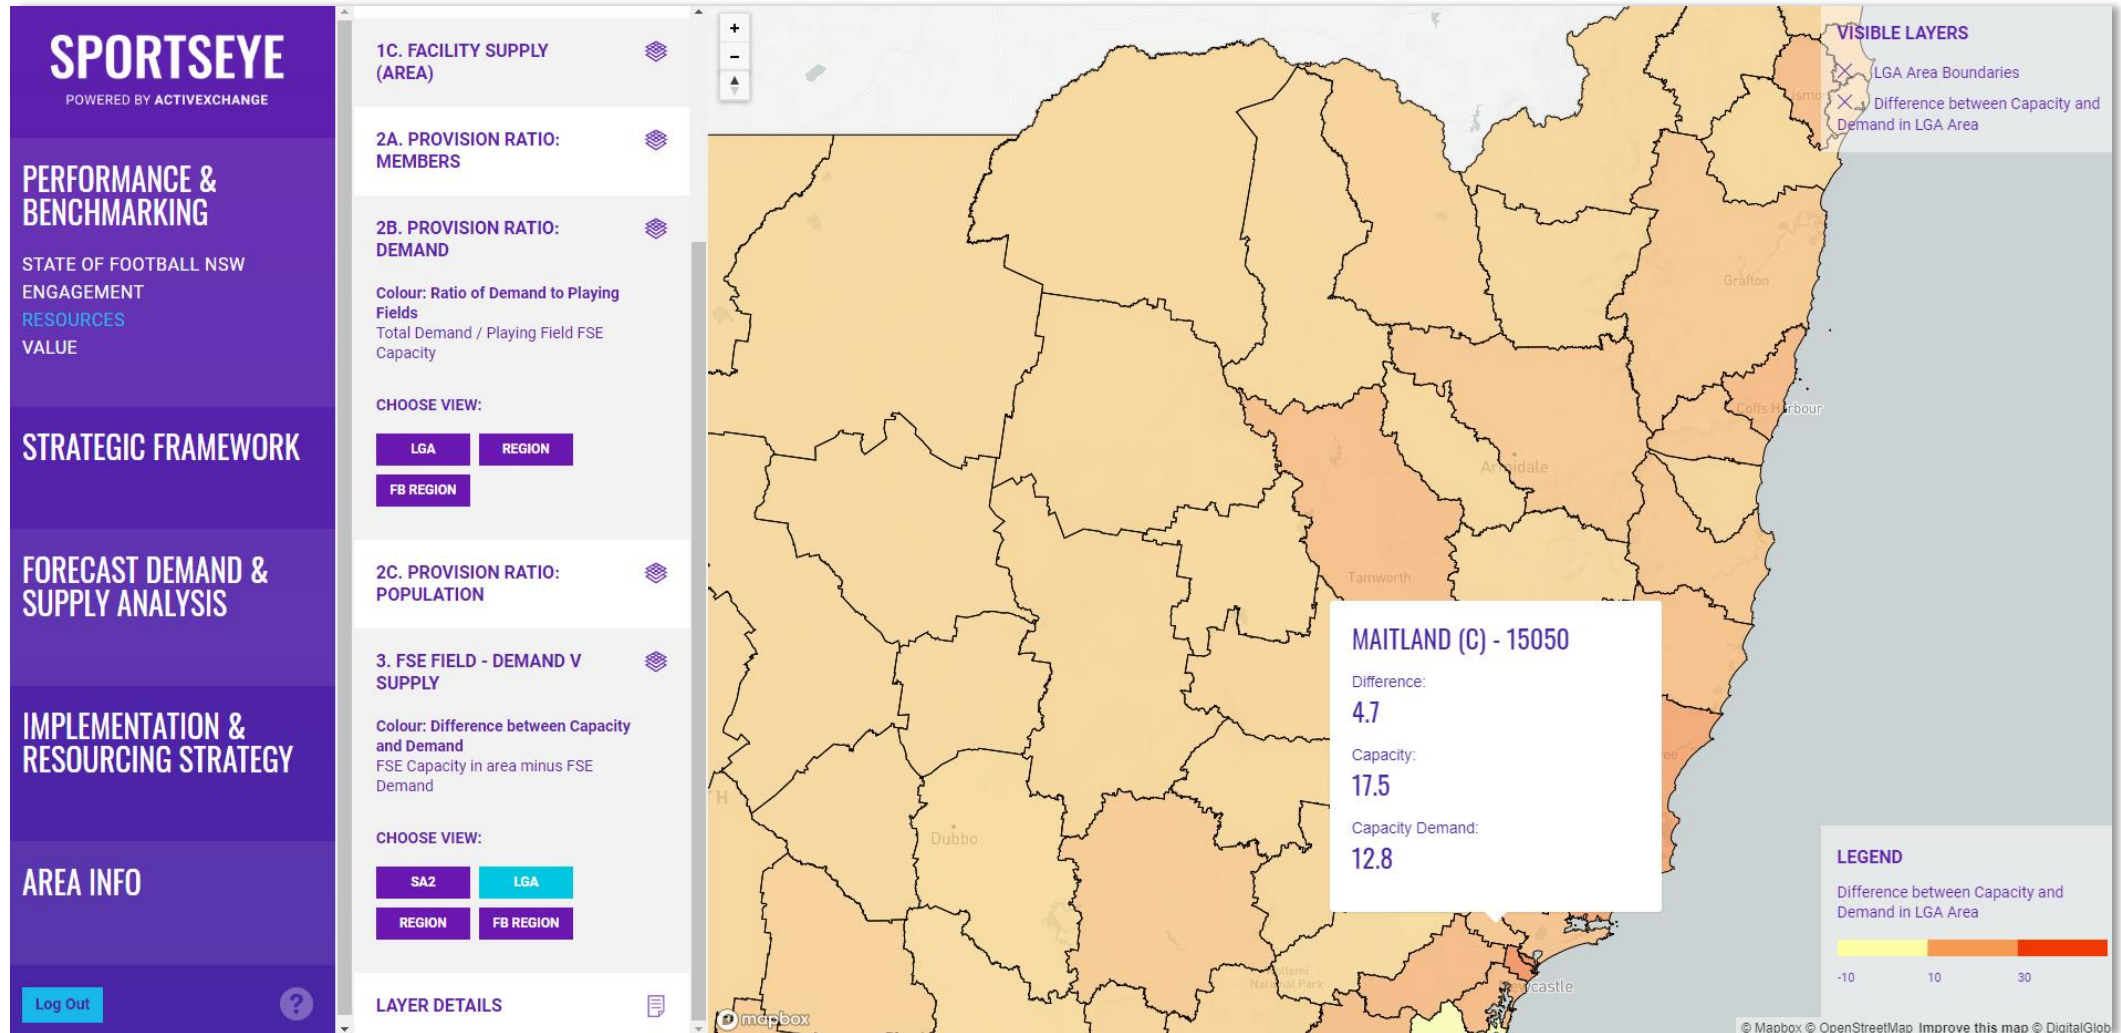 SPORTSEYE
POWERED BY ACTIVEXCHANGE
PERFORMANCE &
BENCHMARKING
STATE OF FOOTBALL NSW
ENGAGEMENT
RESOURCES
VALUE
STRATEGIC FRAMEWORK
FORECAST DEMAND &
SUPPLY ANALYSIS
IMPLEMENTATION &
RESOURCING STRATEGY
AREA INFO
Log Out
?
1C. FACILITY SUPPLY
(AREA)
2A. PROVISION RATIO:
MEMBERS
2B. PROVISION RATIO:
DEMAND
Colour: Ratio of Demand to Playing
Fields
Total Demand / Playing Field FSE
Capacity
CHOOSE VIEW:
LGA
REGION
FB REGION
2C. PROVISION RATIO:
POPULATION
3. FSE FIELD - DEMAND V
SUPPLY
Colour: Difference between Capacity
and Demand
FSE Capacity in area minus FSE
Demand
CHOOSE VIEW:
SA2
LGA
REGION
FB REGION
LAYER DETAILS
+
−
VISIBLE LAYERS
LGA Area Boundaries
Difference between Capacity and
Demand in LGA Area
Grafton
Coffs Harbour
Armidale
Tamworth
Dubbo
MAITLAND (C) - 15050
Difference:
4.7
Capacity:
17.5
Capacity Demand:
12.8
National Park
Newcastle
LEGEND
Difference between Capacity and
Demand in LGA Area
-10
10
30
mapbox
© Mapbox © OpenStreetMap Improve this map © DigitalGlob